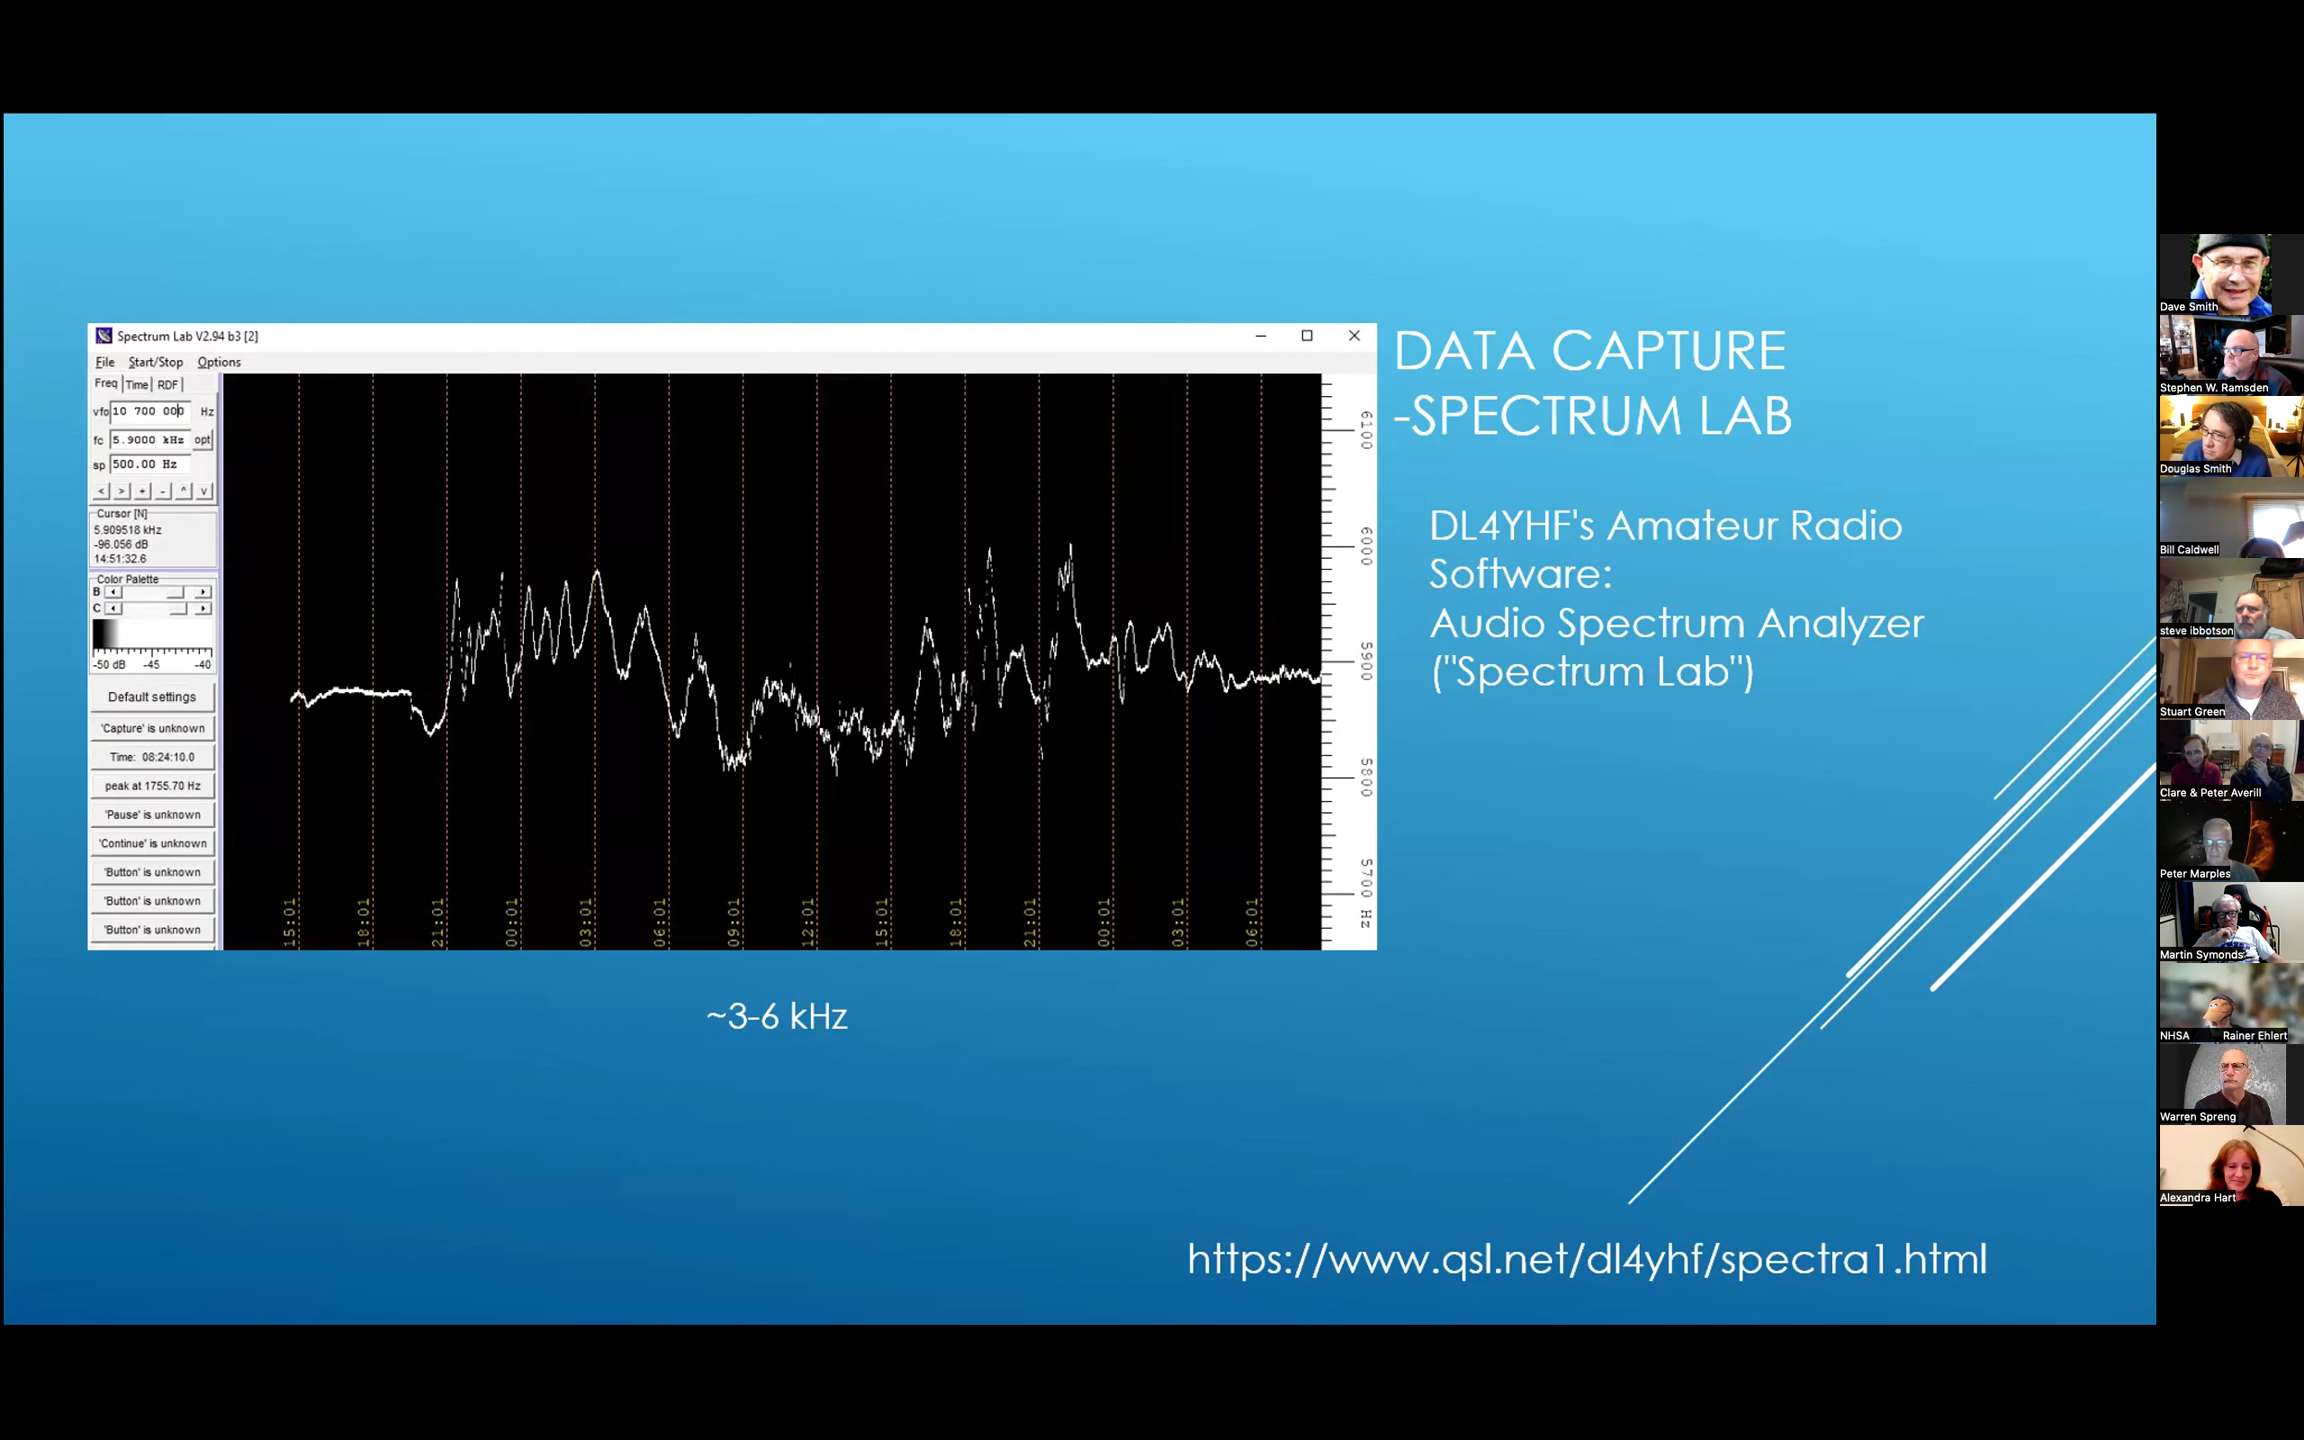 Spectrum Lab V2.94 b3 [2]
File Start/Stop Options
Freq Time RDF
vfo 10 700 000 Hz
fc 5.9000 kHz opt
sp 500.00 Hz
< > + - ^ v
Cursor [N]
5.909518 kHz
-96.056 dB
14:51:32.6
Color Palette
B
C
-50 dB -45 -40
Default settings
'Capture' is unknown
Time: 08:24:10.0
peak at 1755.70 Hz
'Pause' is unknown
'Continue' is unknown
'Button' is unknown
'Button' is unknown
'Button' is unknown
15:01 18:01 21:01 00:01 03:01 06:01 09:01 12:01 15:01 18:01 21:01 00:01 03:01 06:01
6100
6000
5900
5800
5700 Hz
~3-6 kHz
DATA CAPTURE
-SPECTRUM LAB
DL4YHF's Amateur Radio
Software:
Audio Spectrum Analyzer
("Spectrum Lab")
https://www.qsl.net/dl4yhf/spectra1.html
Dave Smith
Stephen W. Ramsden
Douglas Smith
Bill Caldwell
steve ibbotson
Stuart Green
Clare & Peter Averill
Peter Marples
Martin Symonds
NHSA Rainer Ehlert
Warren Spreng
Alexandra Hart